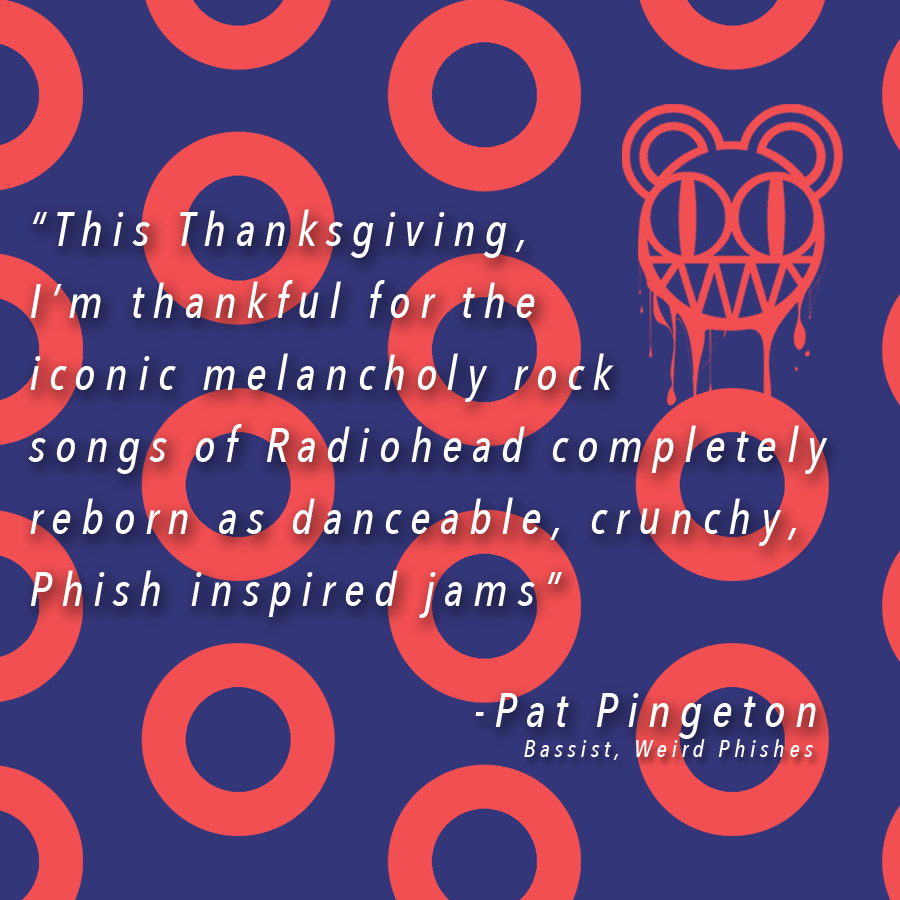 “This Thanksgiving,
I’m thankful for the
iconic melancholy rock
songs of Radiohead completely
reborn as danceable, crunchy,
Phish inspired jams”
-Pat Pingeton
Bassist, Weird Phishes